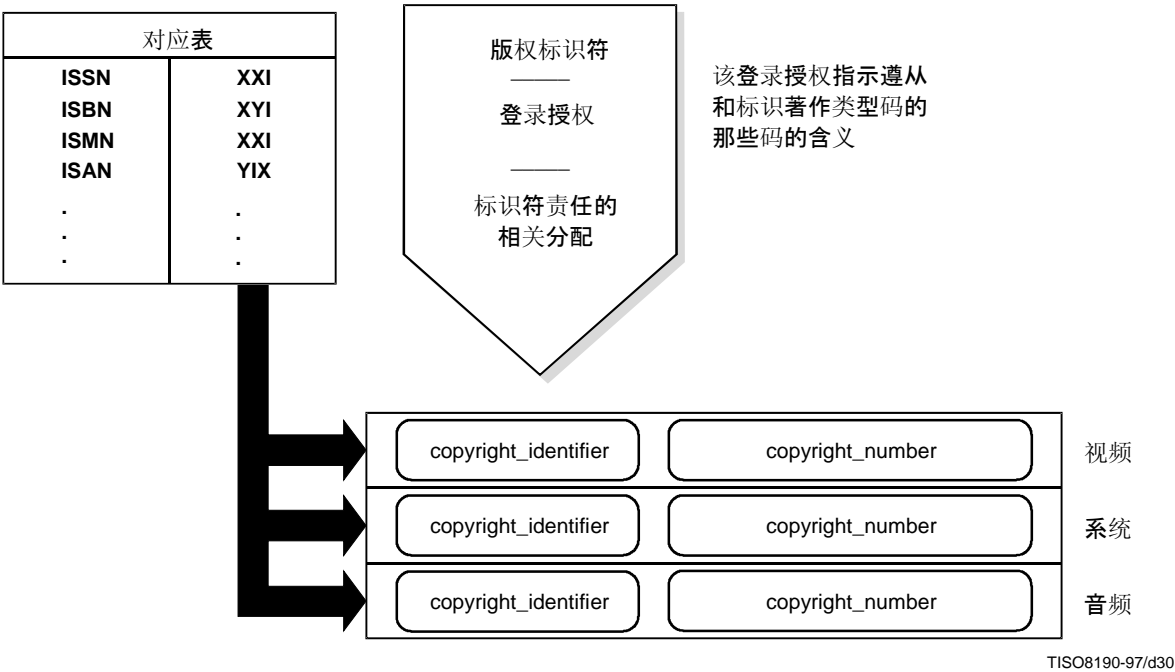 对应表
ISSN XXI
ISBN XYI
ISMN XXI
ISAN YIX
. .
. .
. .
版权标识符
登录授权
标识符责任的
相关分配
该登录授权指示遵从
和标识著作类型码的
那些码的含义
copyright_identifier copyright_number 视频
copyright_identifier copyright_number 系统
copyright_identifier copyright_number 音频
TISO8190-97/d30